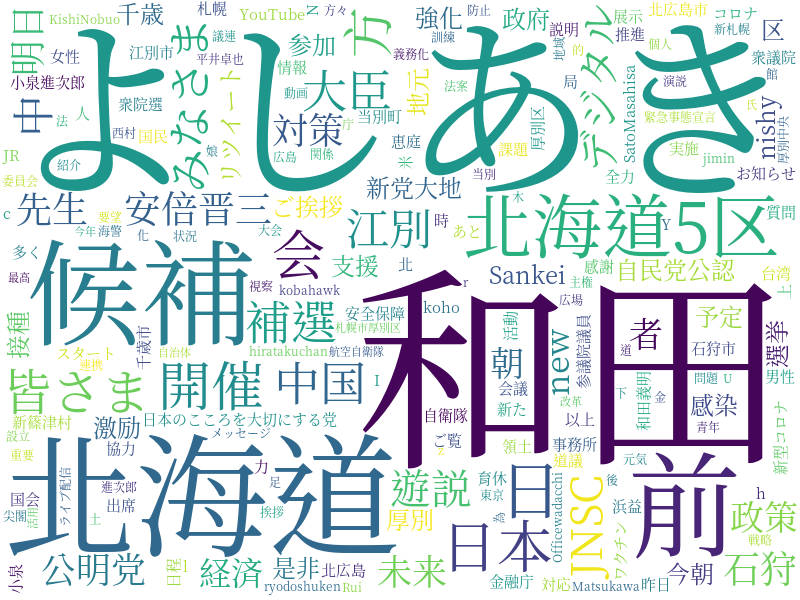 よしあき
和田
北海道
候補
前
北海道5区
デジタル
みなさま
大臣
対策
安倍晋三
江別
会
補選
開催
中国
皆さま
遊説
日本
日
JNSC
new
朝
者
感染
政策
石狩
未来
経済
公明党
先生
中
明日
方
nishy
区
選挙
予定
自民党公認
Sankei
新党大地
ご挨拶
支援
地元
強化
政府
参加
千歳
札幌
YouTube
KishiNobuo
N
方々
議連
平井卓也
義務化
訓練
防止
説明
展示
推進
北広島市
コロナ
新札幌
個人
演説
衆議院
館
氏
緊急事態宣言
厚別中央
SatoMasahisa
jimin
実施
お知らせ
全力
課題
厚別区
地域
的
局
法案
情報
動画
リツイート
女性
江別市
小泉進次郎
衆院選
法
人
西村
国民
娘
広島
関係
庁
米
当別町
恵庭
当別
木
JR
紹介
委員会
c
要望
今年
海警
化
状況
大会
時
あと
Y
質問
多く
最高
北
視察
kobahawk
r
主権
広場
感謝
台湾
上
接種
スタート
連携
千歳市
自治体
hiratakuchan
安全保障
札幌市厚別区
航空自衛隊
koho
活動
参議院議員
道
石狩市
問題
U
男性
下
金
和田義明
青年
新型コロナ
I
会議
新た
改革
以上
自衛隊
ご覧
領土
z
事務所
道議
元気
日本のこころを大切にする党
メッセージ
新篠津村
設立
激励
重要
協力
力
国会
ライブ配信
進次郎
出席
足
尖閣
活用
土
挨拶
小泉
日程
l
是非
北広島
ryodoshuken
Rui
厚別
育休
東京
為
金融庁
対応
Officewadacchi
Matsukawa
浜益
後
h
ワクチン
昨日
今朝
戦略